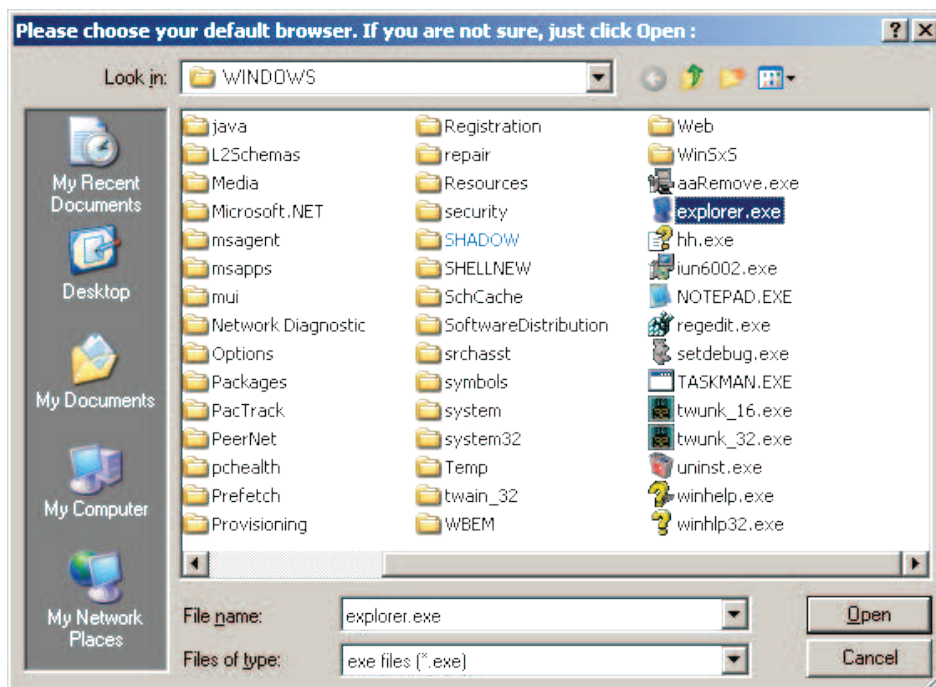 Please choose your default browser. If you are not sure, just click Open :
Look in:
WINDOWS
My Recent
Documents
Desktop
My Documents
My Computer
My Network
Places
java
L2Schemas
Media
Microsoft.NET
msagent
msapps
mui
Network Diagnostic
Options
Packages
PacTrack
PeerNet
pchealth
Prefetch
Provisioning
Registration
repair
Resources
security
SHADOW
SHELLNEW
SchCache
SoftwareDistribution
srchasst
symbols
system
system32
Temp
twain_32
WBEM
Web
WinSxS
aaRemove.exe
explorer.exe
hh.exe
iun6002.exe
NOTEPAD.EXE
regedit.exe
setdebug.exe
TASKMAN.EXE
twunk_16.exe
twunk_32.exe
uninst.exe
winhelp.exe
winhlp32.exe
File name:
explorer.exe
Open
Files of type:
exe files (*.exe)
Cancel